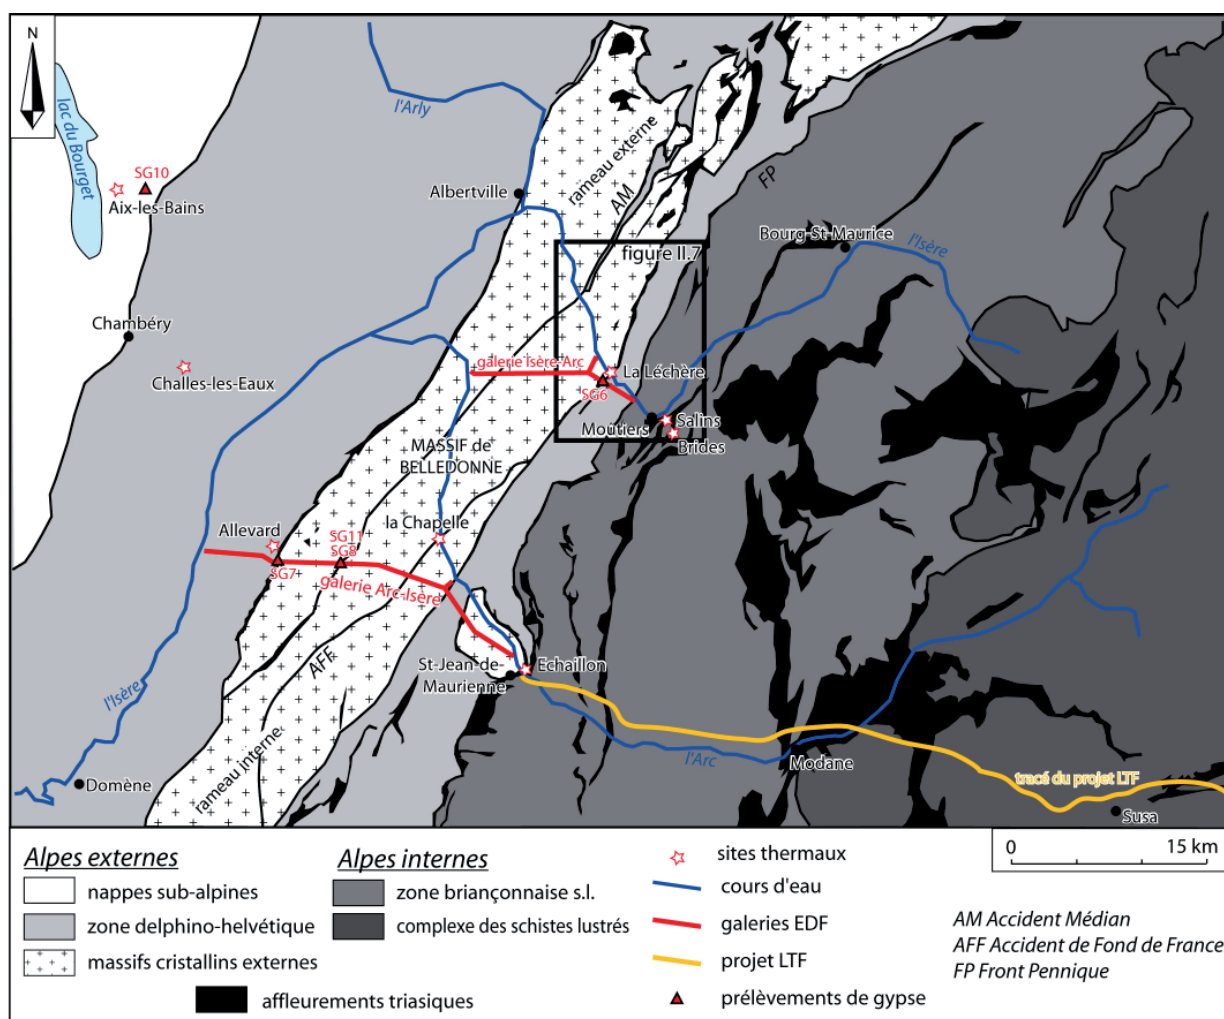 N
lac du Bourget
SG10
Aix-les-Bains
l'Arly
rameau externe
AM
FP
Albertville
Bourg-St-Maurice
l'Isère
figure II.7
Chambéry
Challes-les-Eaux
galerie Isère-Arc
La Léchère
SG6
Moûtiers
Salins
Brides
MASSIF de
BELLEDONNE
Allevard
la Chapelle
SG11
SG8
SG7
galerie Arc-Isère
AFF
St-Jean-de-
Maurienne
Echaillon
l'Isère
rameau interne
l'Arc
Modane
tracé du projet LTF
Susa
Domène
Alpes externes
nappes sub-alpines
zone delphino-helvétique
massifs cristallins externes
affleurements triasiques
Alpes internes
zone briançonnaise s.l.
complexe des schistes lustrés
sites thermaux
cours d'eau
galeries EDF
projet LTF
prélèvements de gypse
0 15 km
AM Accident Médian
AFF Accident de Fond de France
FP Front Pennique